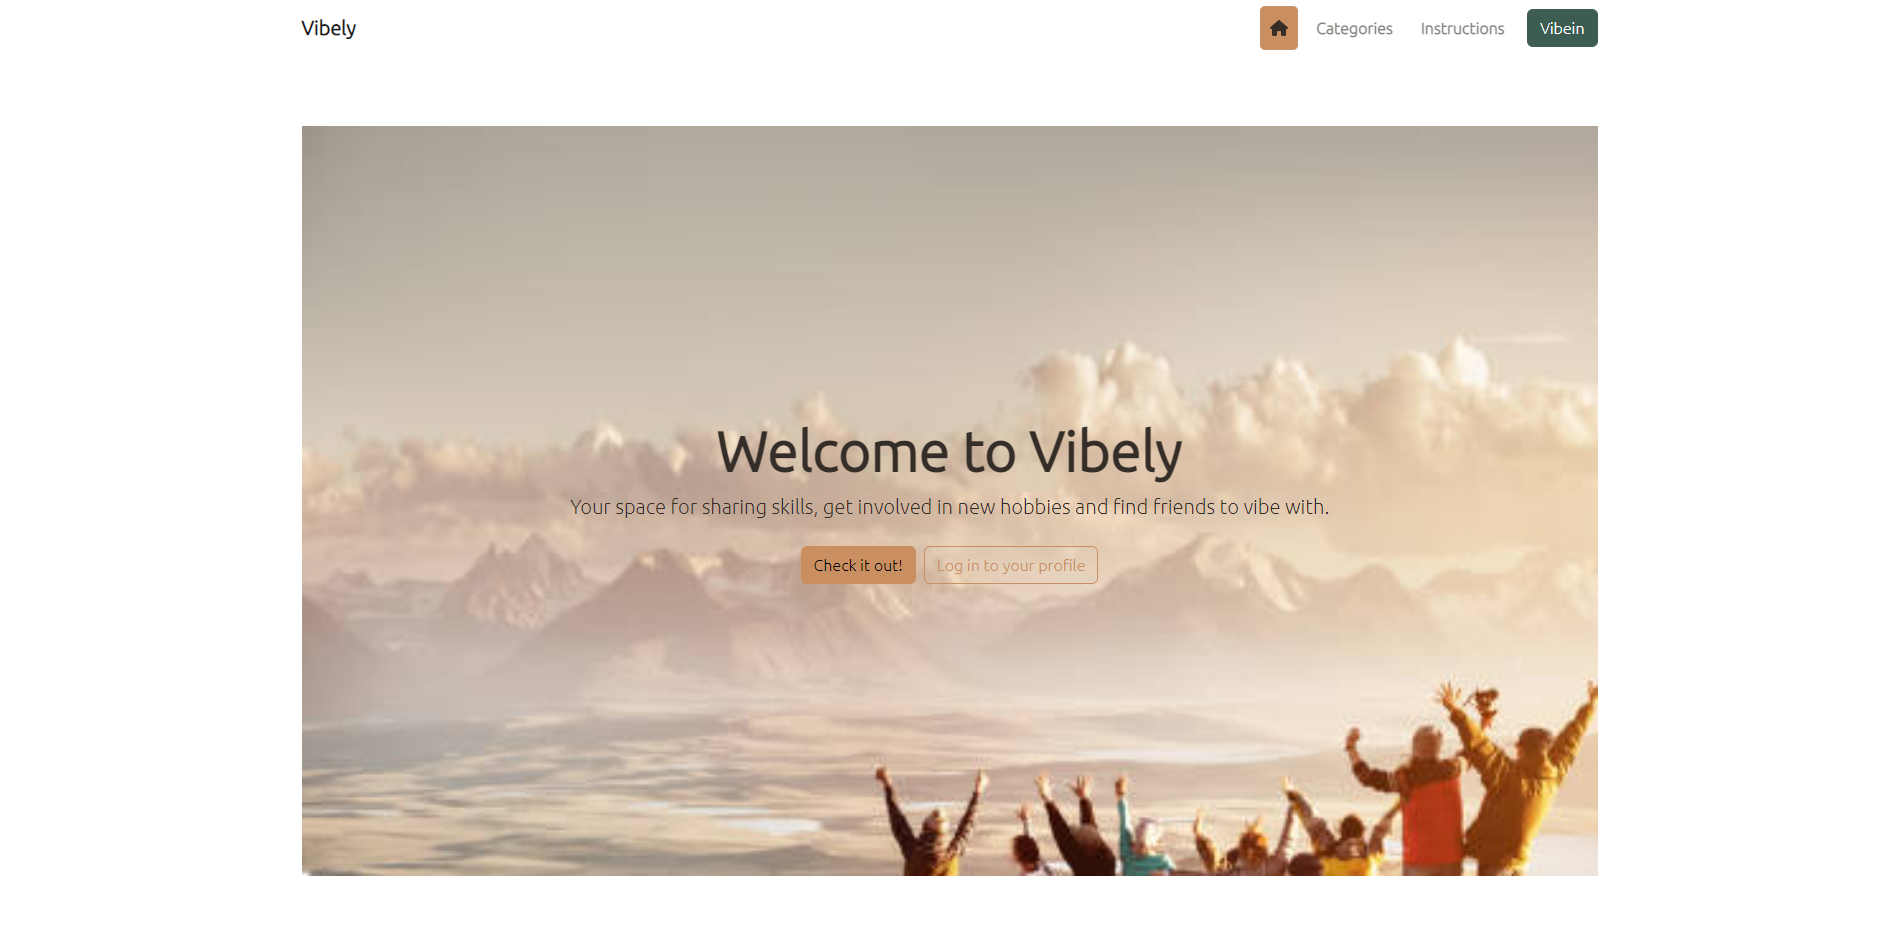 Vibely
Categories
Instructions
Vibein
Welcome to Vibely
Your space for sharing skills, get involved in new hobbies and find friends to vibe with.
Check it out!
Log in to your profile